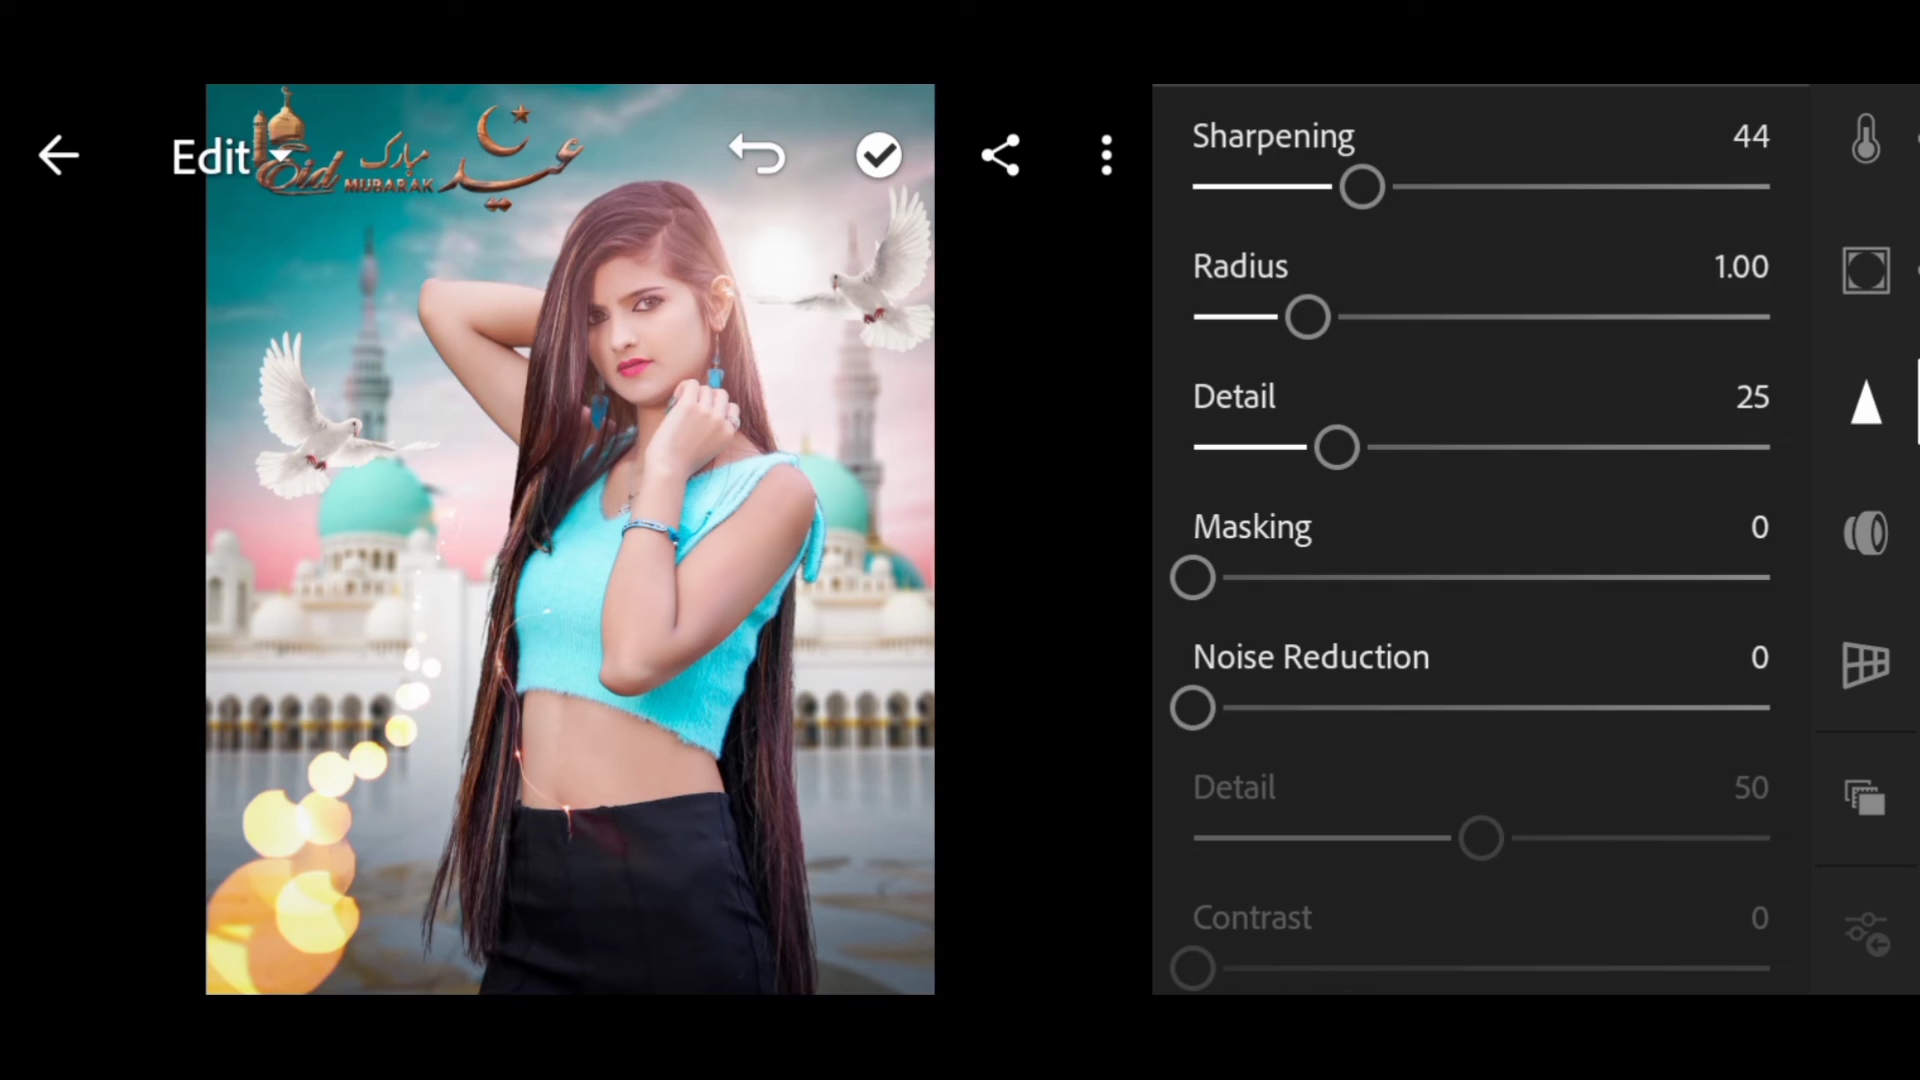 Edit
Eid
مبارک
MUBARAK
عید
Sharpening 44
Radius 1.00
Detail 25
Masking 0
Noise Reduction 0
Detail 50
Contrast 0